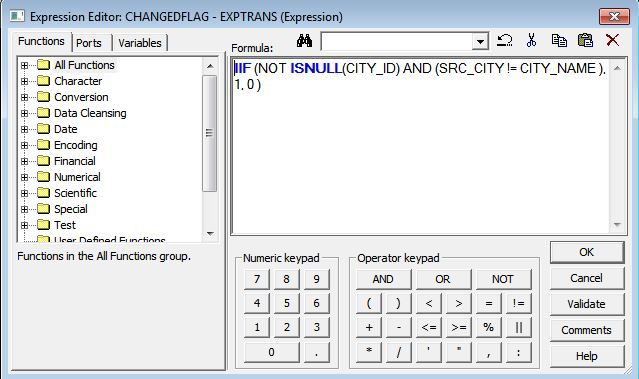 Expression Editor: CHANGEDFLAG - EXPTRANS (Expression)
Functions Ports Variables
Formula:
All Functions
Character
Conversion
Data Cleansing
Date
Encoding
Financial
Numerical
Scientific
Special
Test
User Defined Functions
IIF (NOT ISNULL(CITY_ID) AND (SRC_CITY != CITY_NAME ),
1, 0 )
Functions in the All Functions group.
Numeric keypad
7 8 9
4 5 6
1 2 3
0 .
Operator keypad
AND OR NOT
( ) < > = !=
+ - <= >= % ||
* / ' " , :
OK
Cancel
Validate
Comments
Help